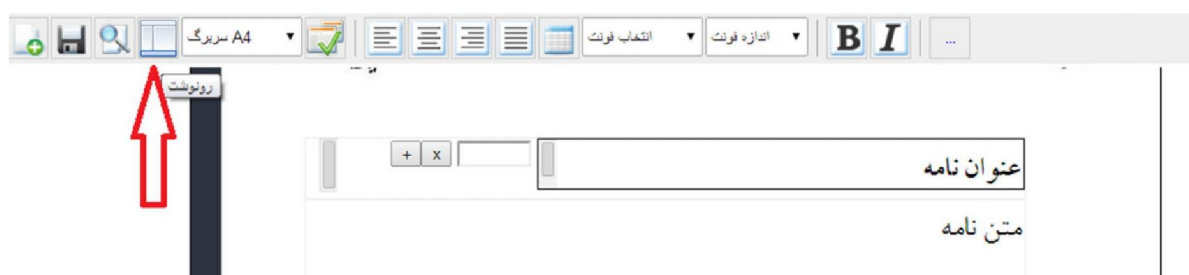 سربرگ A4 انتخاب فونت اندازه فونت B I ...
رونوشت
+ x
عنوان نامه
متن نامه